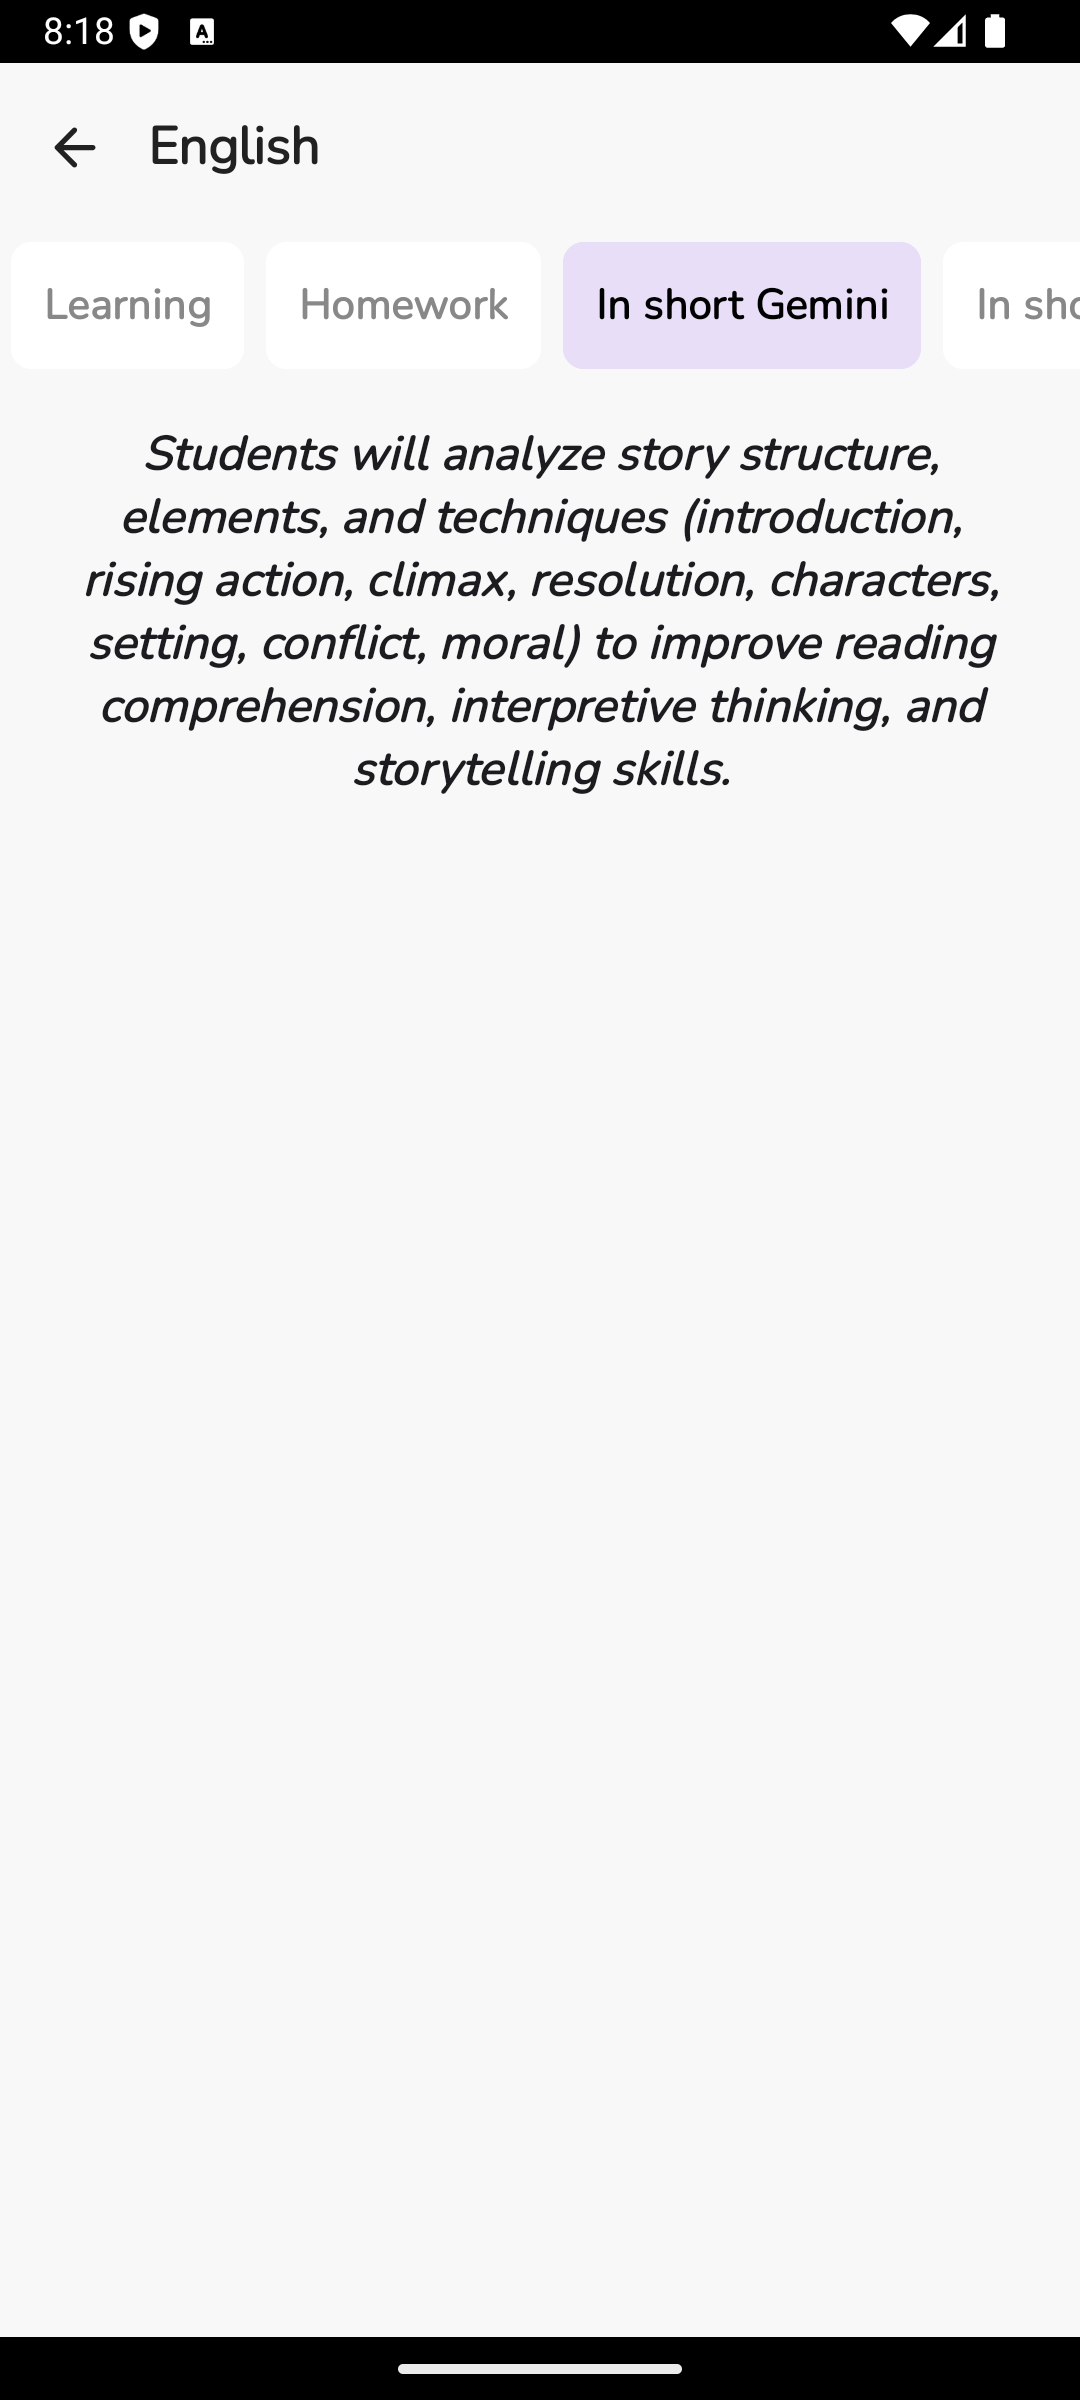 8:18
English
Learning
Homework
In short Gemini
In sho
Students will analyze story structure,
elements, and techniques (introduction,
rising action, climax, resolution, characters,
setting, conflict, moral) to improve reading
comprehension, interpretive thinking, and
storytelling skills.